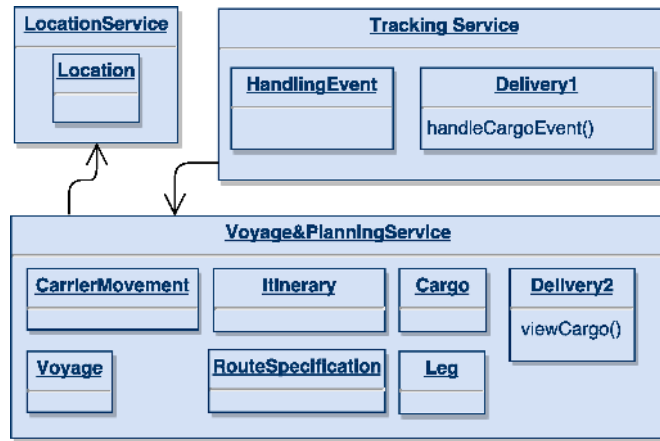 LocationService
Location
Tracking Service
HandlingEvent
Delivery1
handleCargoEvent()
Voyage&PlanningService
CarrierMovement
Itinerary
Cargo
Delivery2
viewCargo()
Voyage
RouteSpecification
Leg